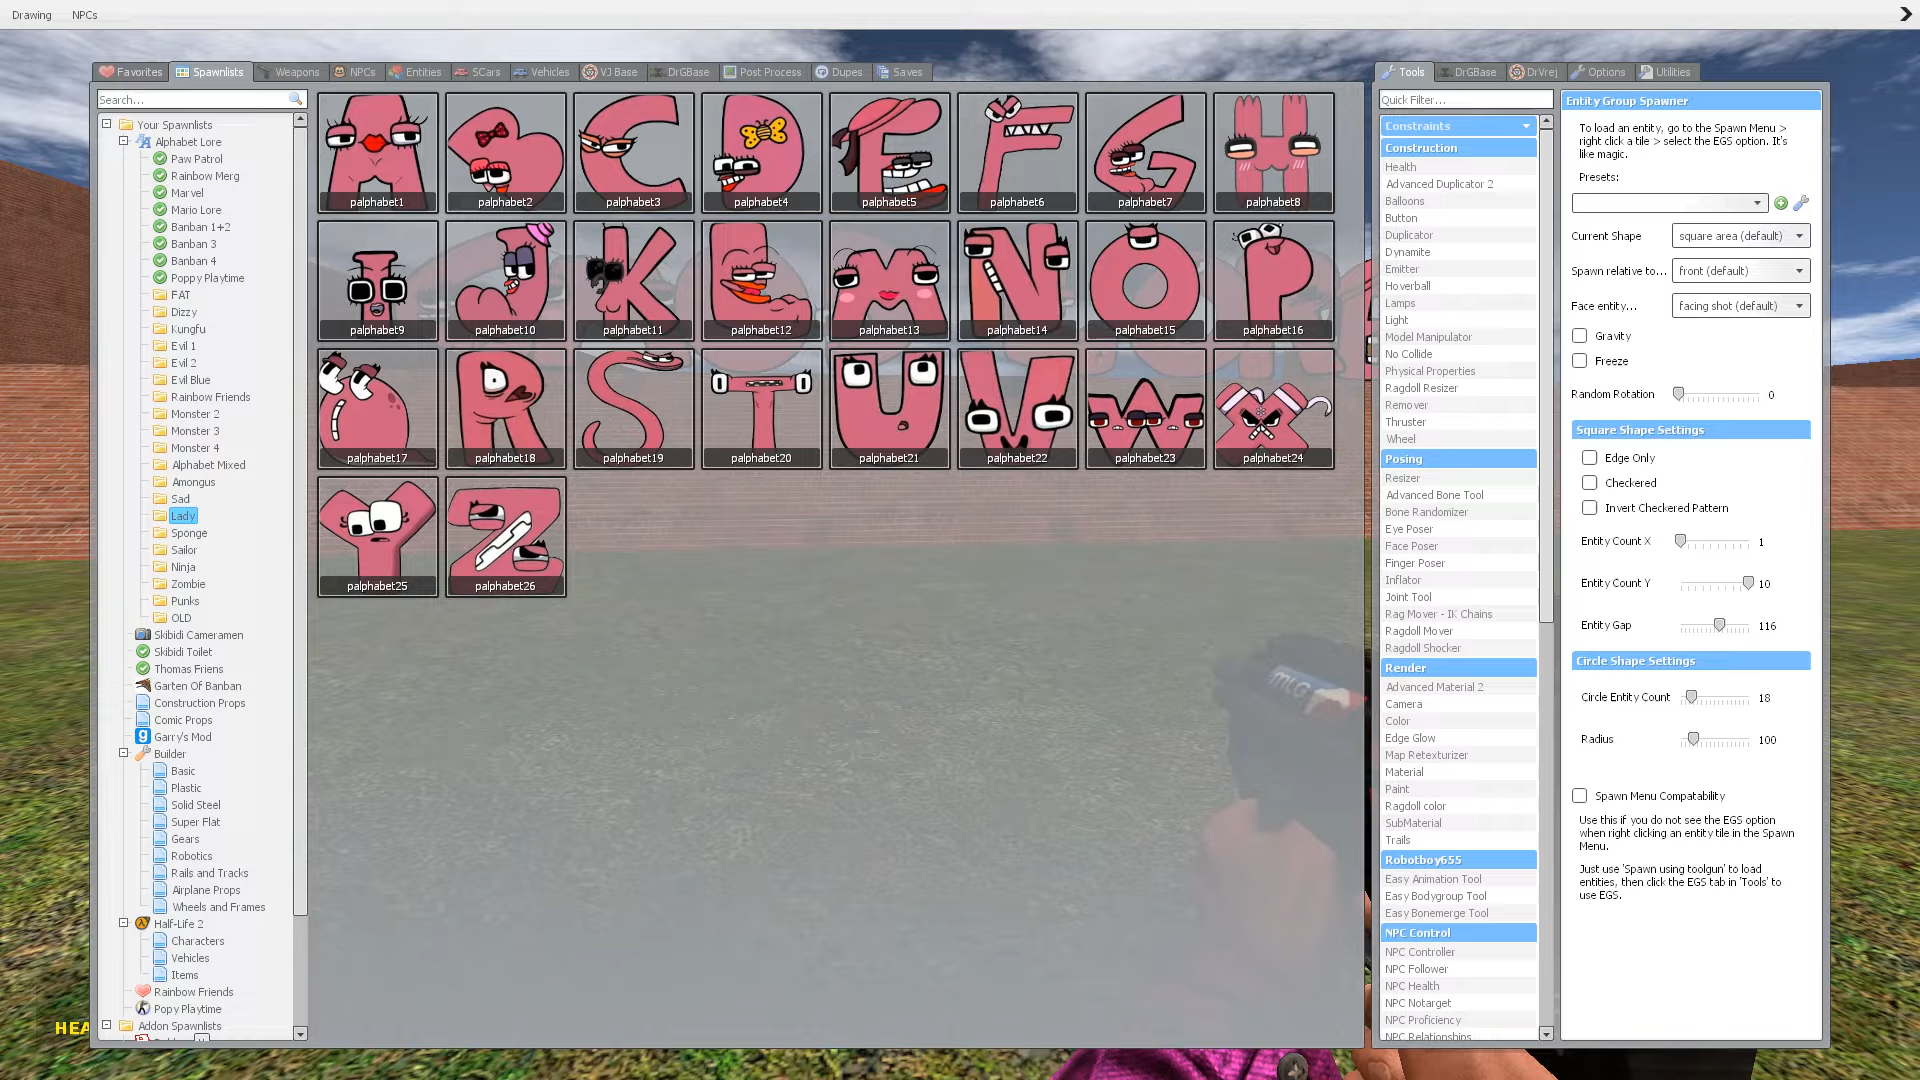 Drawing NPCs
Favorites Spawnlists Weapons NPCs Entities SCars Vehicles VJ Base DrGBase Post Process Dupes Saves
Search...
Your Spawnlists
Alphabet Lore
Paw Patrol
Rainbow Merg
Marvel
Mario Lore
Banban 1+2
Banban 3
Banban 4
Poppy Playtime
FAT
Dizzy
Kungfu
Evil 1
Evil 2
Evil Blue
Rainbow Friends
Monster 2
Monster 3
Monster 4
Alphabet Mixed
Amongus
Sad
Lady
Sponge
Sailor
Ninja
Zombie
Punks
OLD
Skibidi Cameramen
Skibidi Toilet
Thomas Friens
Garten Of Banban
Construction Props
Comic Props
Garry's Mod
Builder
Basic
Plastic
Solid Steel
Super Flat
Gears
Robotics
Rails and Tracks
Airplane Props
Wheels and Frames
Half-Life 2
Characters
Vehicles
Items
Rainbow Friends
Popy Playtime
Addon Spawnlists
HEA
palphabet1 palphabet2 palphabet3 palphabet4 palphabet5 palphabet6 palphabet7 palphabet8
palphabet9 palphabet10 palphabet11 palphabet12 palphabet13 palphabet14 palphabet15 palphabet16
palphabet17 palphabet18 palphabet19 palphabet20 palphabet21 palphabet22 palphabet23 palphabet24
palphabet25 palphabet26
Tools DrGBase DrVrej Options Utilities
Quick Filter...
Constraints
Construction
Health
Advanced Duplicator 2
Balloons
Button
Duplicator
Dynamite
Emitter
Hoverball
Lamps
Light
Model Manipulator
No Collide
Physical Properties
Ragdoll Resizer
Remover
Thruster
Wheel
Posing
Resizer
Advanced Bone Tool
Bone Randomizer
Eye Poser
Face Poser
Finger Poser
Inflator
Joint Tool
Rag Mover - IK Chains
Ragdoll Mover
Ragdoll Shocker
Render
Advanced Material 2
Camera
Color
Edge Glow
Map Retexturizer
Material
Paint
Ragdoll color
SubMaterial
Trails
Robotboy655
Easy Animation Tool
Easy Bodygroup Tool
Easy Bonemerge Tool
NPC Control
NPC Controller
NPC Follower
NPC Health
NPC Notarget
NPC Proficiency
NPC Relationships
Entity Group Spawner
To load an entity, go to the Spawn Menu >
right click a tile > select the EGS option. It's
like magic.
Presets:
Current Shape square area (default)
Spawn relative to... front (default)
Face entity... facing shot (default)
Gravity
Freeze
Random Rotation 0
Square Shape Settings
Edge Only
Checkered
Invert Checkered Pattern
Entity Count X 1
Entity Count Y 10
Entity Gap 116
Circle Shape Settings
Circle Entity Count 18
Radius 100
Spawn Menu Compatability
Use this if you do not see the EGS option
when right clicking an entity tile in the Spawn
Menu.
Just use 'Spawn using toolgun' to load
entities, then click the EGS tab in 'Tools' to
use EGS.